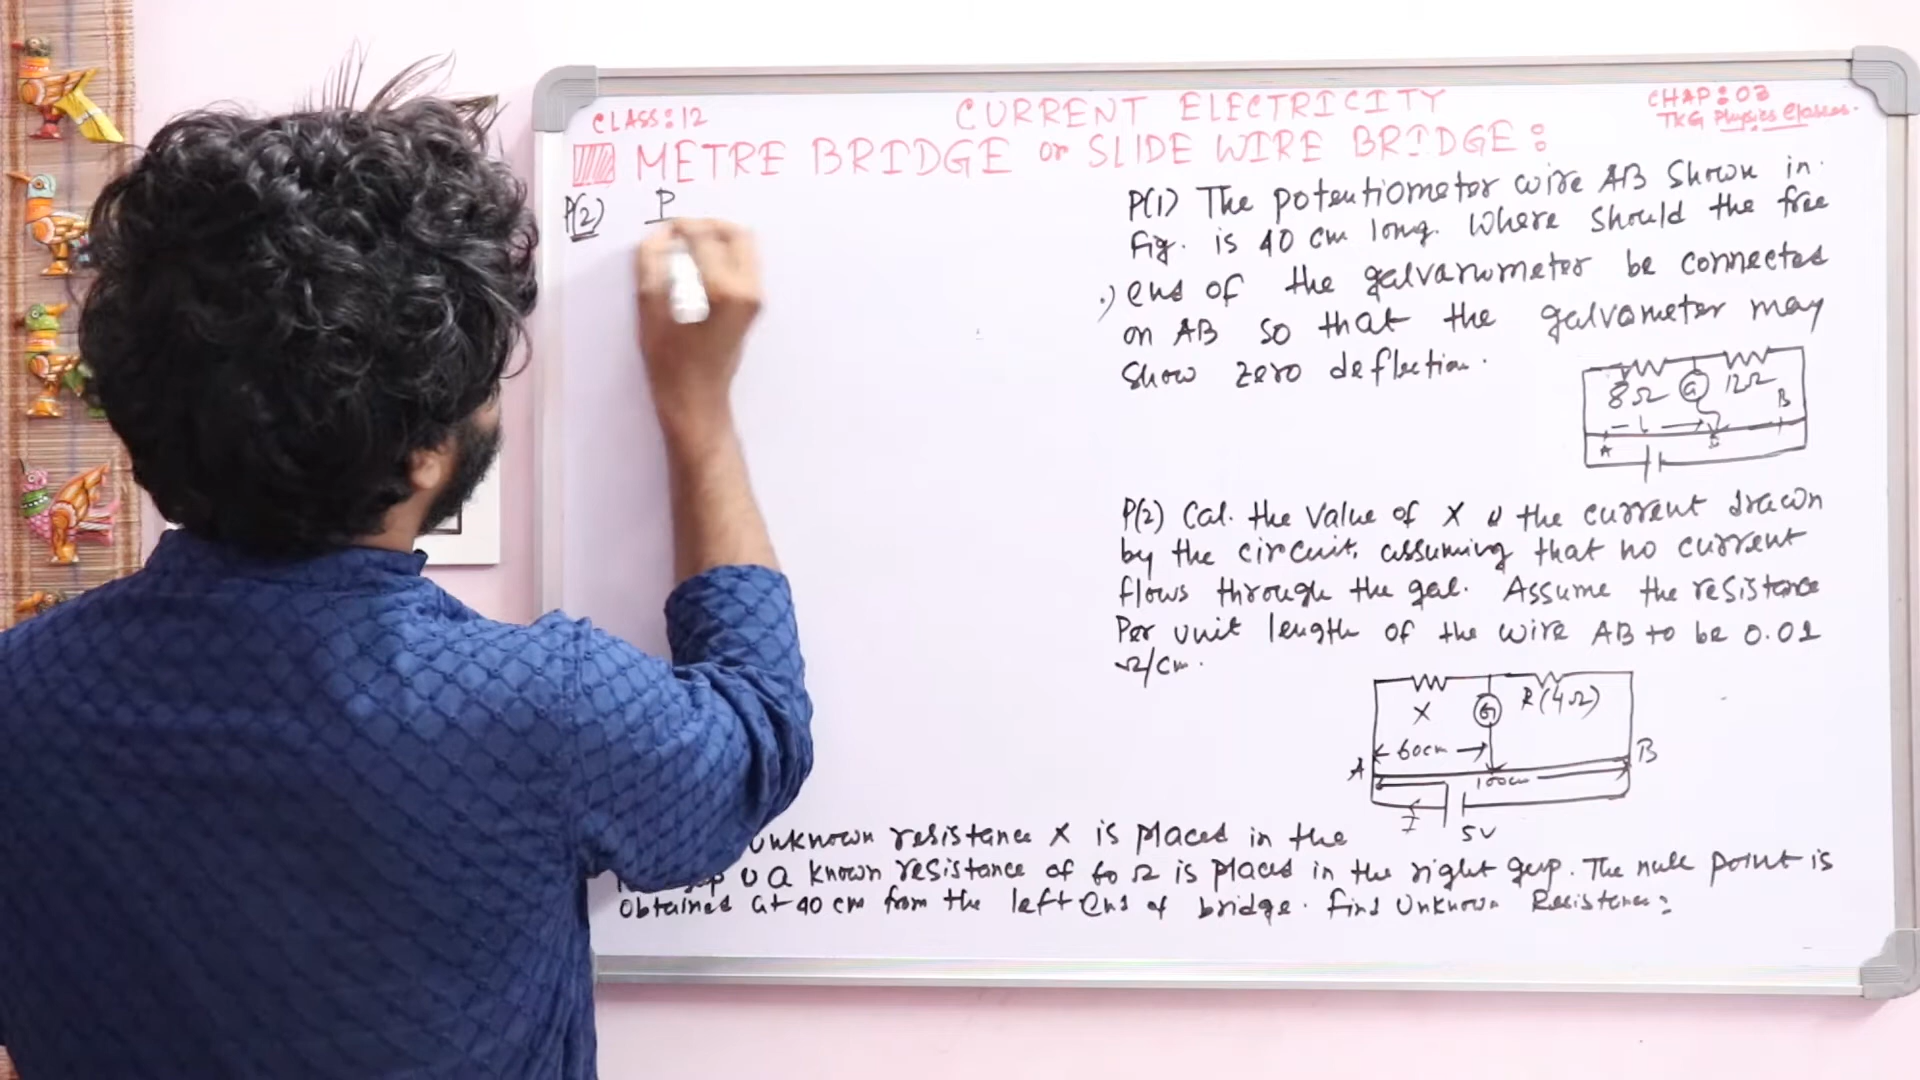 CLASS:12
CURRENT ELECTRICITY
CHAP:03
TKG Physics Classes.
METRE BRIDGE or SLIDE WIRE BRIDGE:
P(2) P
P(1) The potentiometer wire AB Shown in
fig. is 40 cm long. Where should the free
end of the galvanometer be connected
on AB so that the galvometer may
show zero deflection.
8Ω G 12Ω
A l B
P(2) Cal. the value of X & the current drawn
by the circuit, assuming that no current
flows through the gal. Assume the resistance
Per unit length of the wire AB to be 0.01
Ω/cm.
X G R(4Ω)
60cm
A 100cm B
I 5V
unknown resistance X is placed in the
a known resistance of 60 Ω is placed in the right gap. The null point is
obtained at 40 cm from the left end of bridge. find unknown Resistance: